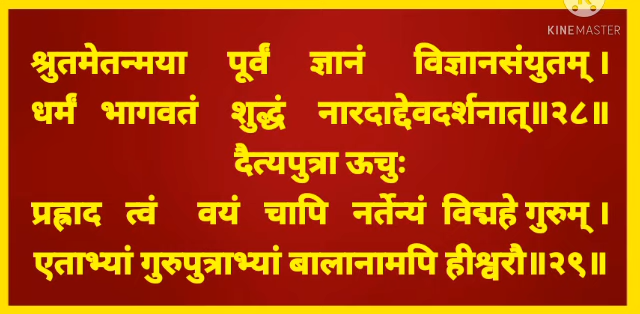 KINEMASTER
श्रुतमेतन्मया पूर्वं ज्ञानं विज्ञानसंयुतम् ।
धर्मं भागवतं शुद्धं नारदाद्देवदर्शनात्॥२८॥
दैत्यपुत्रा ऊचुः
प्रह्राद त्वं वयं चापि नर्तेन्यं विद्महे गुरुम् ।
एताभ्यां गुरुपुत्राभ्यां बालानामपि हीश्वरौ॥२९॥